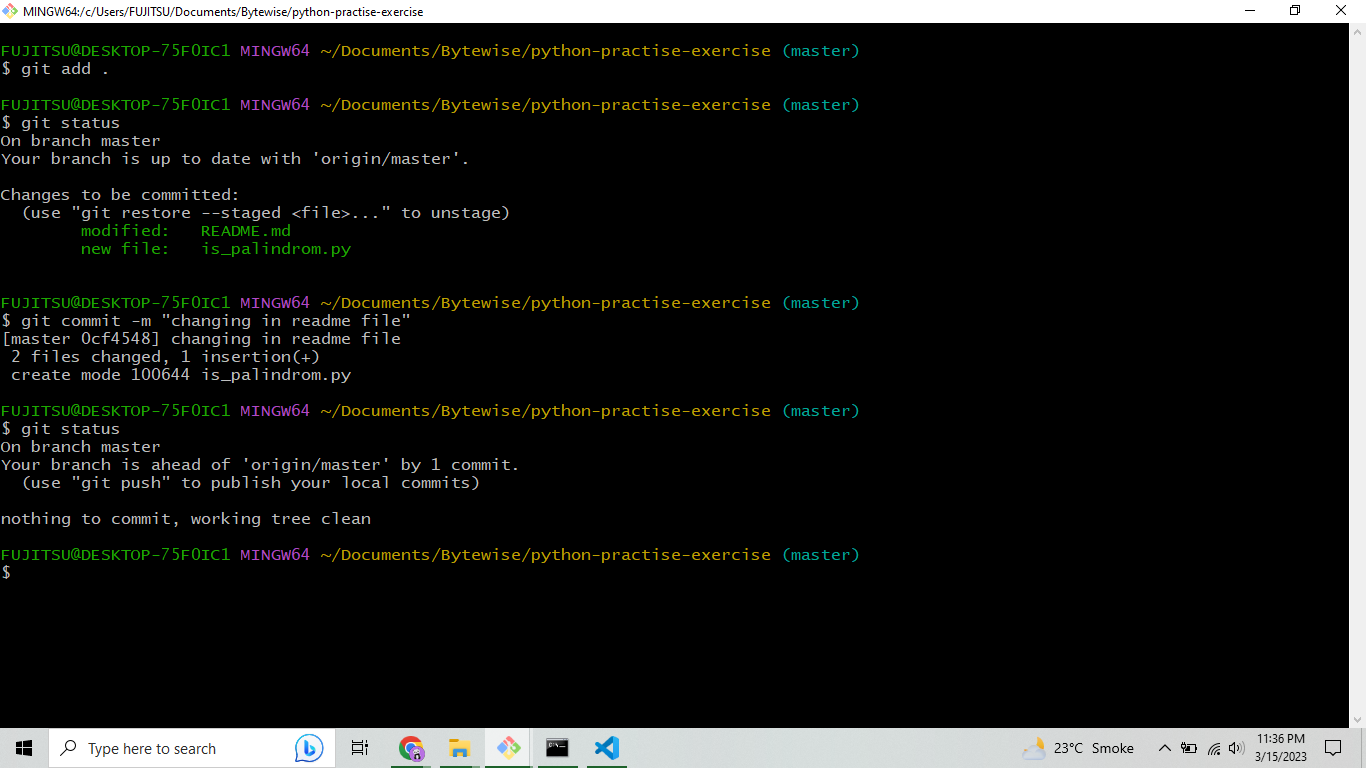 MINGW64:/c/Users/FUJITSU/Documents/Bytewise/python-practise-exercise
FUJITSU@DESKTOP-75FOIC1 MINGW64 ~/Documents/Bytewise/python-practise-exercise (master)
$ git add .
FUJITSU@DESKTOP-75FOIC1 MINGW64 ~/Documents/Bytewise/python-practise-exercise (master)
$ git status
On branch master
Your branch is up to date with 'origin/master'.
Changes to be committed:
  (use "git restore --staged <file>..." to unstage)
        modified:   README.md
        new file:   is_palindrom.py
FUJITSU@DESKTOP-75FOIC1 MINGW64 ~/Documents/Bytewise/python-practise-exercise (master)
$ git commit -m "changing in readme file"
[master 0cf4548] changing in readme file
 2 files changed, 1 insertion(+)
 create mode 100644 is_palindrom.py
FUJITSU@DESKTOP-75FOIC1 MINGW64 ~/Documents/Bytewise/python-practise-exercise (master)
$ git status
On branch master
Your branch is ahead of 'origin/master' by 1 commit.
  (use "git push" to publish your local commits)
nothing to commit, working tree clean
FUJITSU@DESKTOP-75FOIC1 MINGW64 ~/Documents/Bytewise/python-practise-exercise (master)
$
Type here to search
23°C Smoke
11:36 PM
3/15/2023